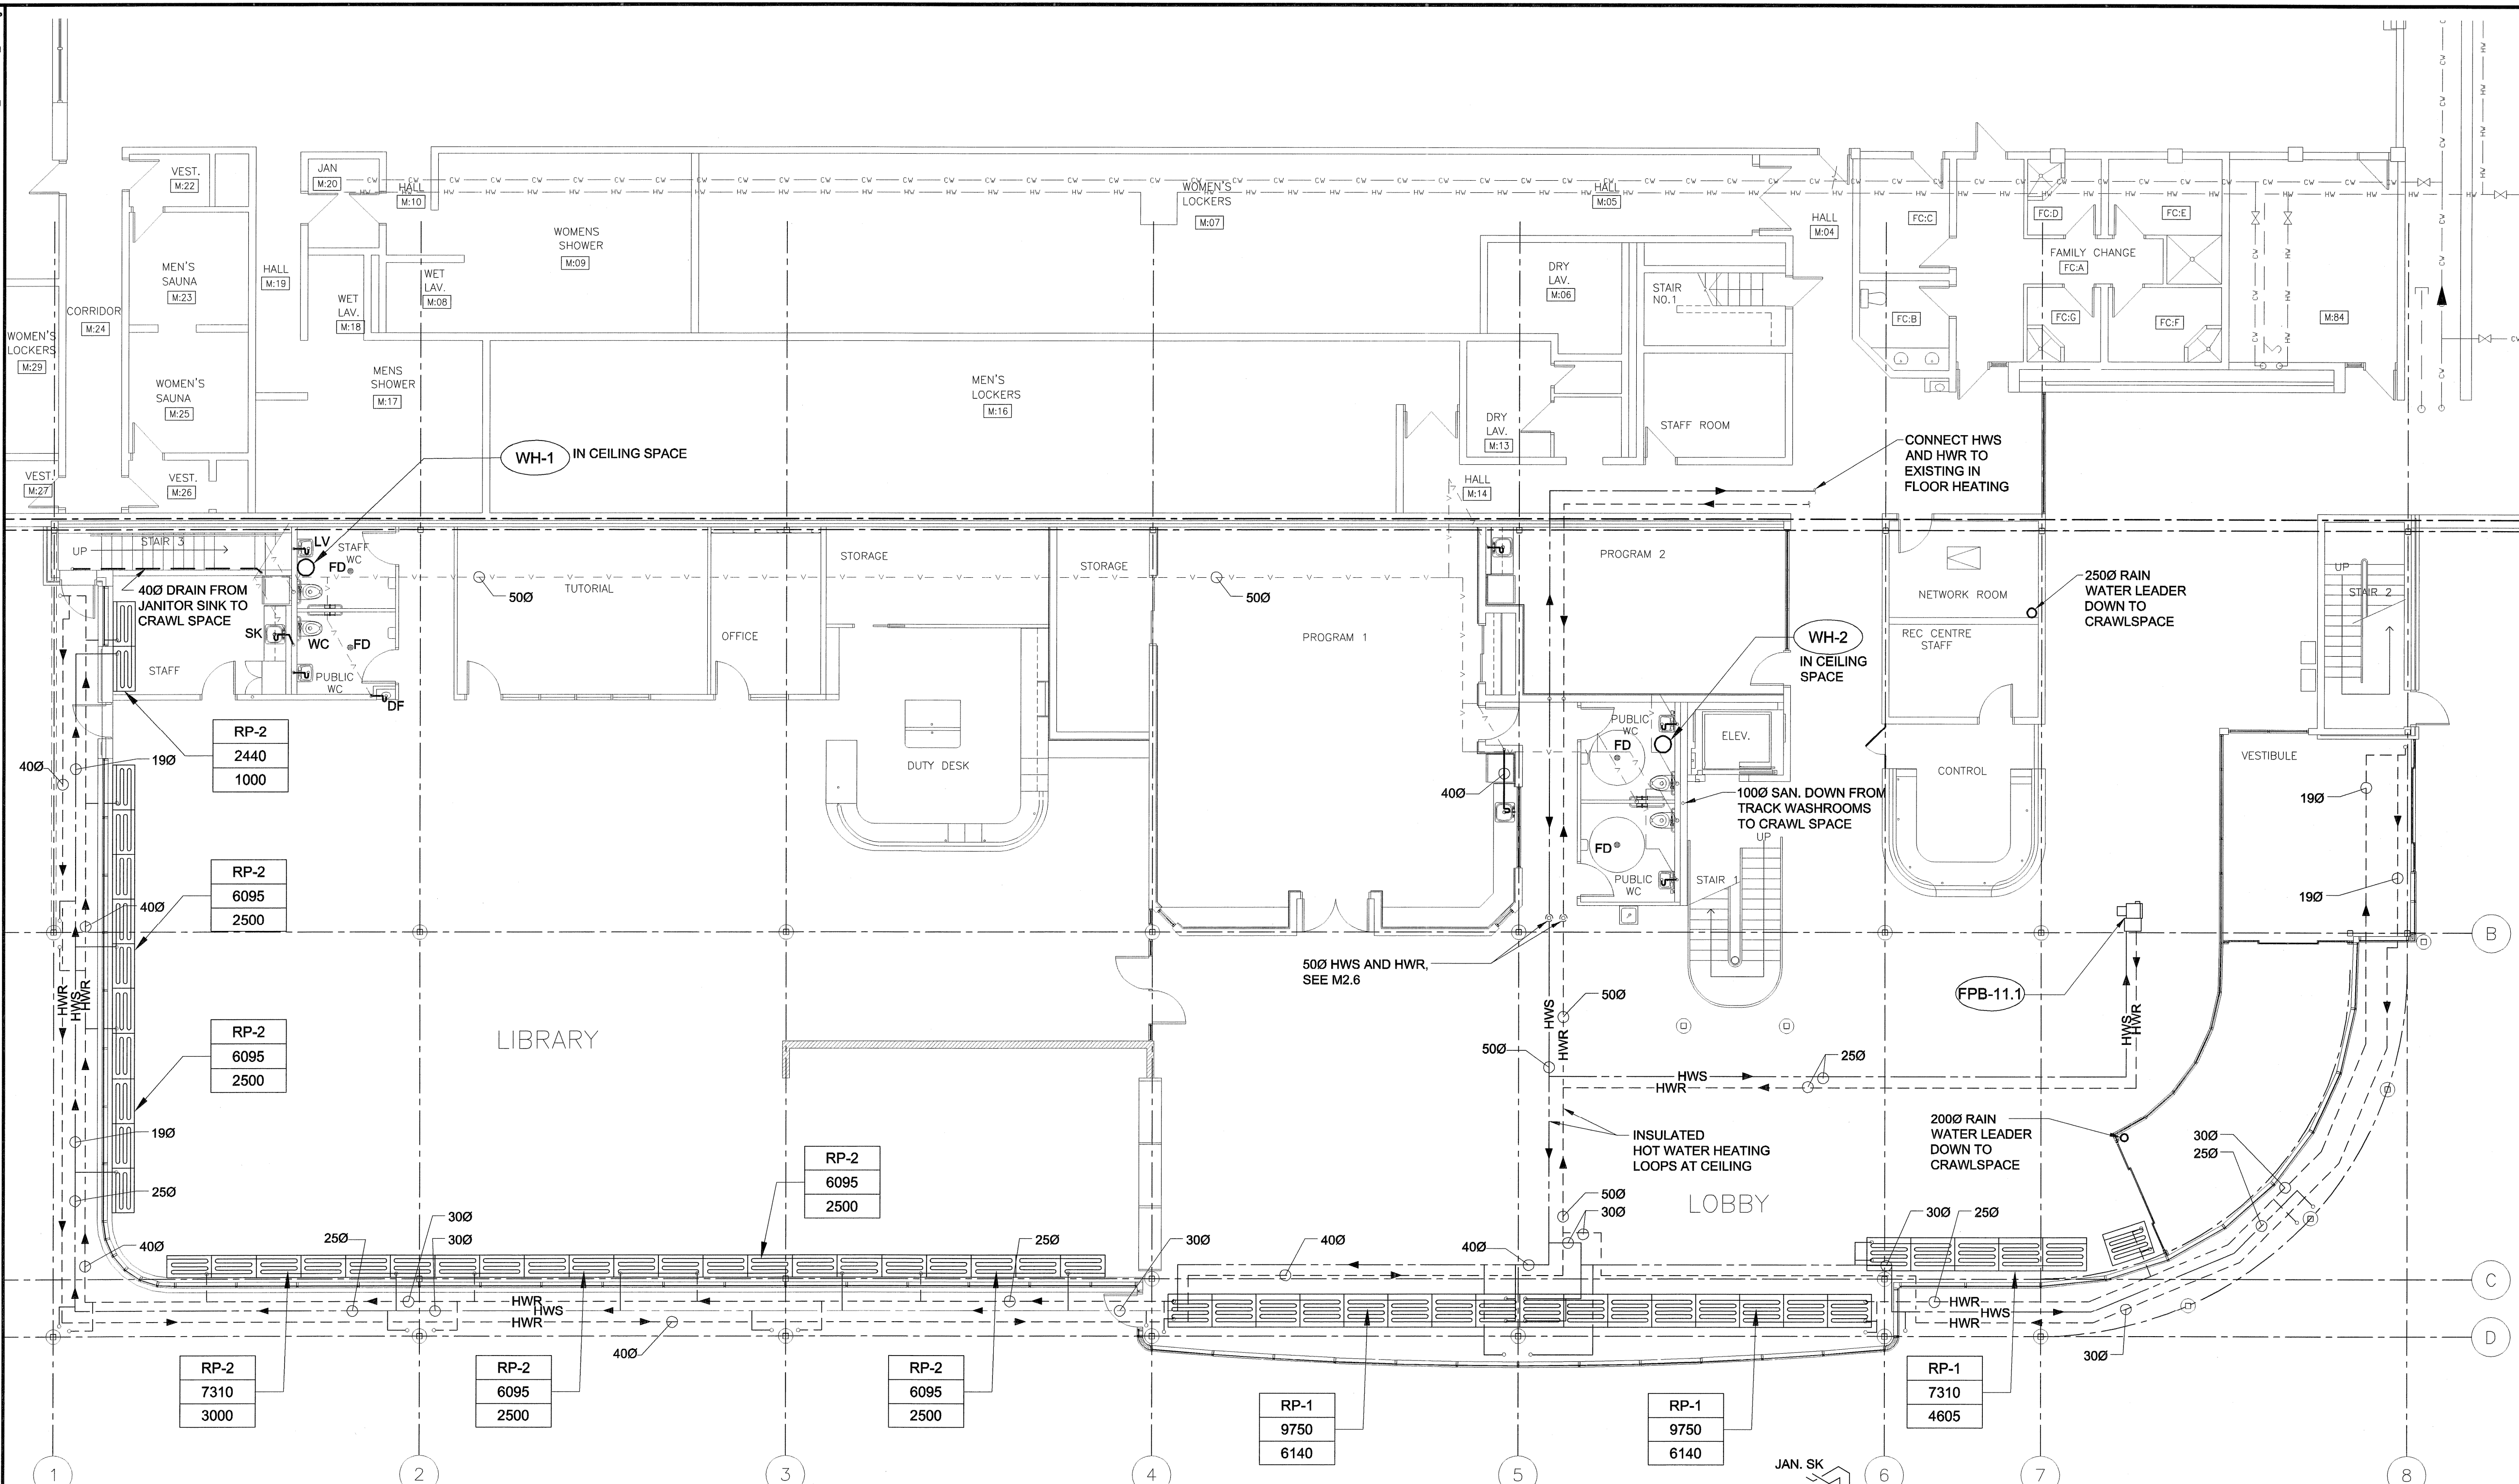 JAN
M:20
VEST.
M:22
HALL
M:10
WOMEN'S
LOCKERS
M:07
HALL
M:05
HALL
M:04
FC:C
FC:D
FC:E
FAMILY CHANGE
FC:A
FC:B
FC:G
FC:F
M:84
WOMENS
SHOWER
M:09
MEN'S
SAUNA
M:23
HALL
M:19
WET
LAV.
M:08
WET
LAV.
M:18
DRY
LAV.
M:06
STAIR
NO.1
CORRIDOR
M:24
WOMEN'S
LOCKERS
M:29
WOMEN'S
SAUNA
M:25
MENS
SHOWER
M:17
MEN'S
LOCKERS
M:16
DRY
LAV.
M:13
STAFF ROOM
WH-1
IN CEILING SPACE
VEST.
M:27
VEST.
M:26
HALL
M:14
CONNECT HWS
AND HWR TO
EXISTING IN
FLOOR HEATING
UP
STAIR 3
LV
STAFF
WC
FD
40Ø DRAIN FROM
JANITOR SINK TO
CRAWL SPACE
SK
WC
FD
STAFF
PUBLIC
WC
DF
50Ø
TUTORIAL
OFFICE
STORAGE
STORAGE
50Ø
PROGRAM 1
PROGRAM 2
NETWORK ROOM
250Ø RAIN
WATER LEADER
DOWN TO
CRAWLSPACE
REC CENTRE
STAFF
UP
STAIR 2
WH-2
IN CEILING
SPACE
RP-2
2440
1000
40Ø
19Ø
DUTY DESK
40Ø
PUBLIC
WC
FD
ELEV.
100Ø SAN. DOWN FROM
TRACK WASHROOMS
TO CRAWL SPACE
UP
FD
PUBLIC
WC
STAIR 1
CONTROL
VESTIBULE
19Ø
19Ø
RP-2
6095
2500
40Ø
B
50Ø HWS AND HWR,
SEE M2.6
FPB-11.1
HWR
HWS
HWR
RP-2
6095
2500
LIBRARY
HWS
HWR
50Ø
50Ø
HWS
HWR
25Ø
HWS
HWR
19Ø
25Ø
RP-2
6095
2500
INSULATED
HOT WATER HEATING
LOOPS AT CEILING
200Ø RAIN
WATER LEADER
DOWN TO
CRAWLSPACE
30Ø
25Ø
LOBBY
50Ø
30Ø
40Ø
25Ø
30Ø
30Ø
25Ø
30Ø
40Ø
40Ø
30Ø
25Ø
C
HWR
HWS
HWR
40Ø
HWR
HWS
HWR
30Ø
D
RP-2
7310
3000
RP-2
6095
2500
RP-2
6095
2500
RP-1
9750
6140
RP-1
9750
6140
RP-1
7310
4605
JAN. SK
1
2
3
4
5
6
7
8